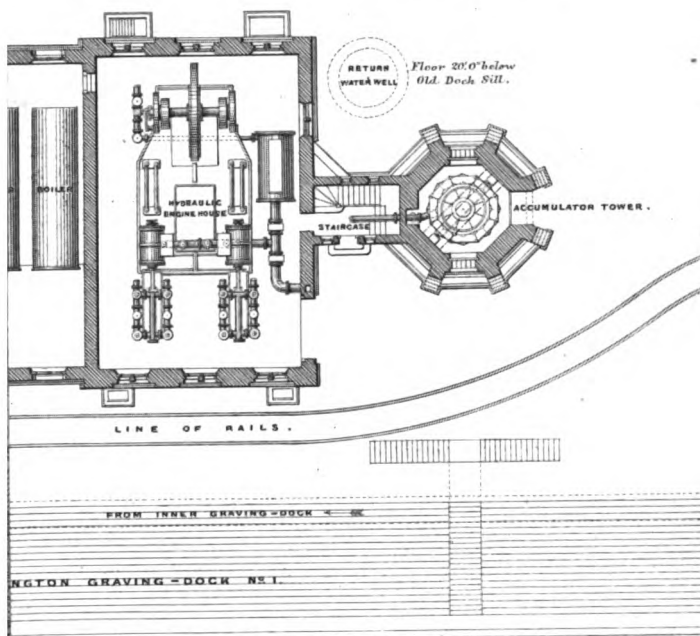 RETURN
WATER WELL
Floor 20'.0" below
Old Dock Sill.
BOILER
HYDRAULIC
ENGINE HOUSE
STAIRCASE
ACCUMULATOR TOWER.
LINE OF RAILS.
FROM INNER GRAVING-DOCK
NGTON GRAVING-DOCK No. 1.